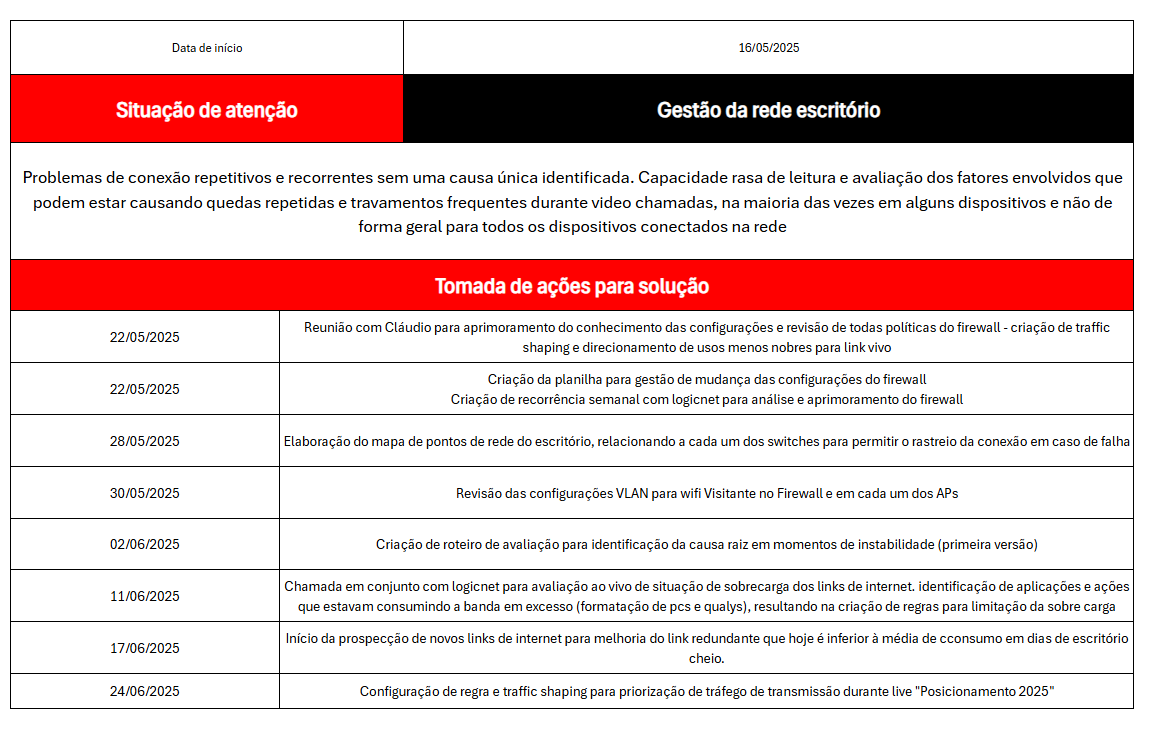 Data de início
16/05/2025
Situação de atenção
Gestão da rede escritório
Problemas de conexão repetitivos e recorrentes sem uma causa única identificada. Capacidade rasa de leitura e avaliação dos fatores envolvidos que
podem estar causando quedas repetidas e travamentos frequentes durante video chamadas, na maioria das vezes em alguns dispositivos e não de
forma geral para todos os dispositivos conectados na rede
Tomada de ações para solução
22/05/2025
Reunião com Cláudio para aprimoramento do conhecimento das configurações e revisão de todas políticas do firewall - criação de traffic
shaping e direcionamento de usos menos nobres para link vivo
22/05/2025
Criação da planilha para gestão de mudança das configurações do firewall
Criação de recorrência semanal com logicnet para análise e aprimoramento do firewall
28/05/2025
Elaboração do mapa de pontos de rede do escritório, relacionando a cada um dos switches para permitir o rastreio da conexão em caso de falha
30/05/2025
Revisão das configurações VLAN para wifi Visitante no Firewall e em cada um dos APs
02/06/2025
Criação de roteiro de avaliação para identificação da causa raiz em momentos de instabilidade (primeira versão)
11/06/2025
Chamada em conjunto com logicnet para avaliação ao vivo de situação de sobrecarga dos links de internet. identificação de aplicações e ações
que estavam consumindo a banda em excesso (formatação de pcs e qualys), resultando na criação de regras para limitação da sobre carga
17/06/2025
Início da prospecção de novos links de internet para melhoria do link redundante que hoje é inferior à média de cconsumo em dias de escritório
cheio.
24/06/2025
Configuração de regra e traffic shaping para priorização de tráfego de transmissão durante live "Posicionamento 2025"